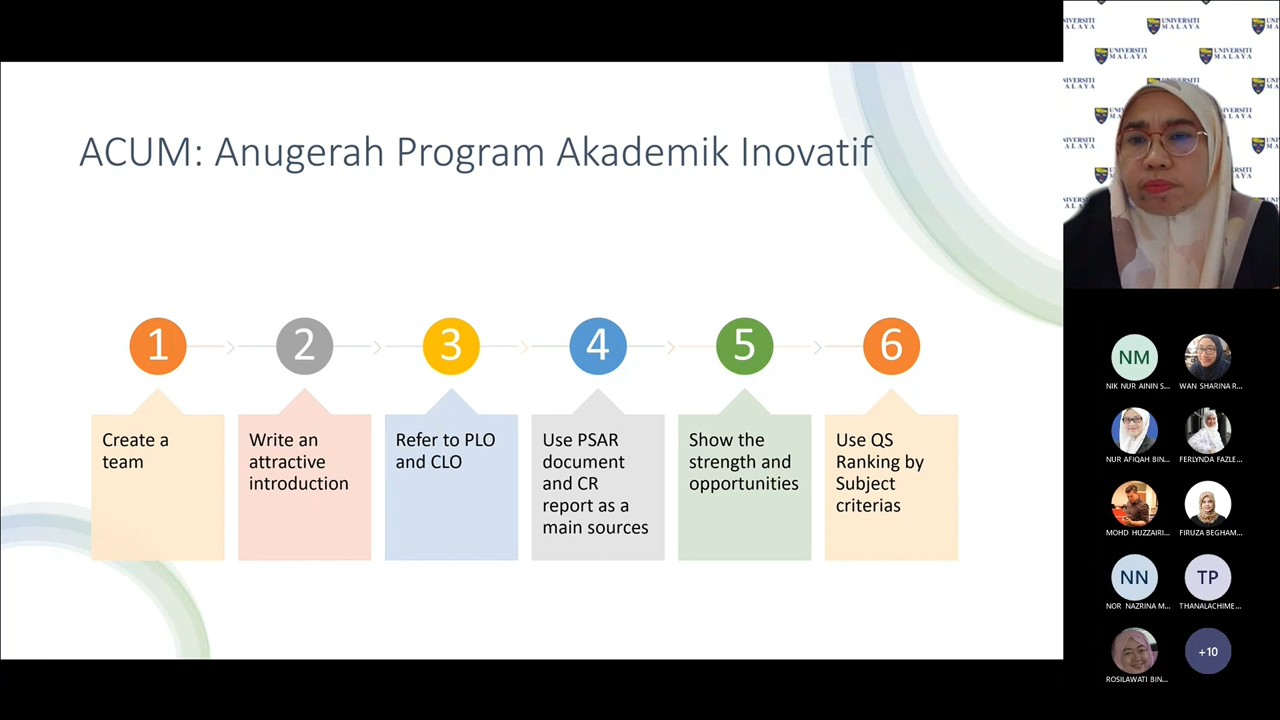 ACUM: Anugerah Program Akademik Inovatif
1
2
3
4
5
6
Create a
team
Write an
attractive
introduction
Refer to PLO
and CLO
Use PSAR
document
and CR
report as a
main sources
Show the
strength and
opportunities
Use QS
Ranking by
Subject
criterias
UNIVERSITI
MALAYA
NM
NIK NUR AININ S...
WAN SHARINA R...
NUR AFIQAH BIN...
FERLYNDA FAZLE...
MOHD HUZZAIRI...
FIRUZA BEGHAM...
NN
NOR NAZRINA M...
TP
THANALACHIME...
ROSILAWATI BIN...
+10